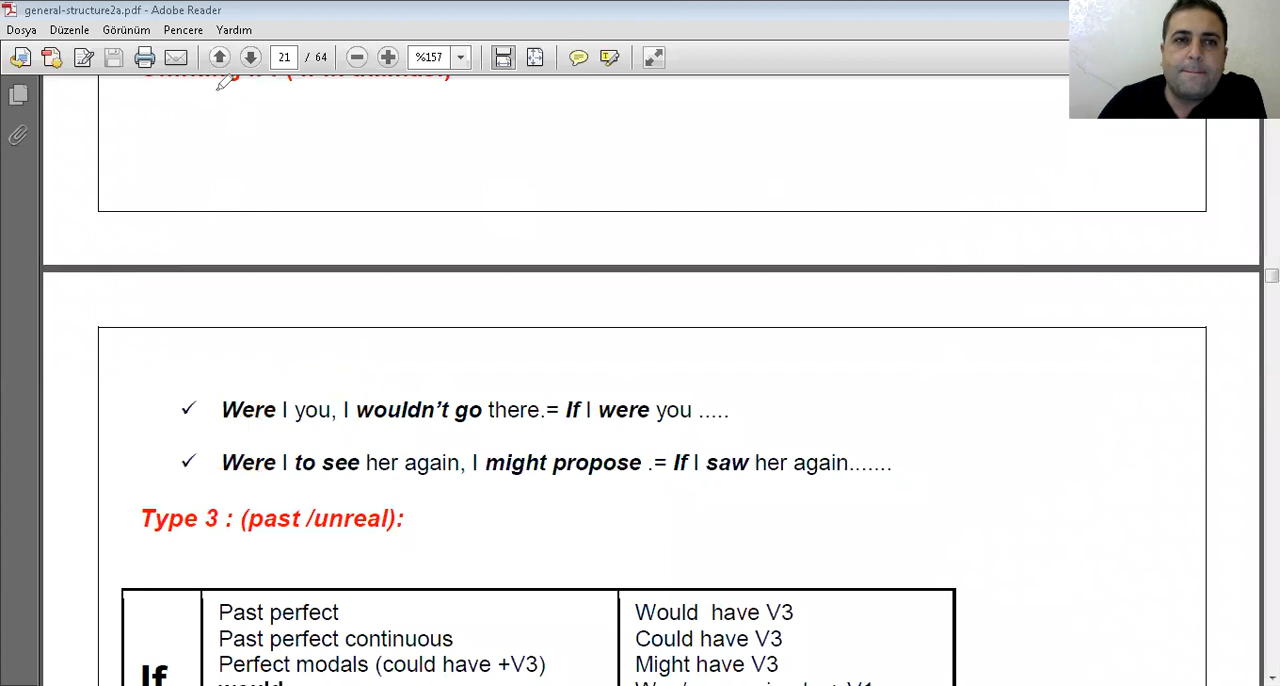 general-structure2a.pdf - Adobe Reader
Dosya Düzenle Görünüm Pencere Yardım
21 / 64 %157
✓ Were I you, I wouldn't go there.= If I were you .....
✓ Were I to see her again, I might propose .= If I saw her again.......
Type 3 : (past /unreal):
If
Past perfect
Past perfect continuous
Perfect modals (could have +V3)
would
Would have V3
Could have V3
Might have V3